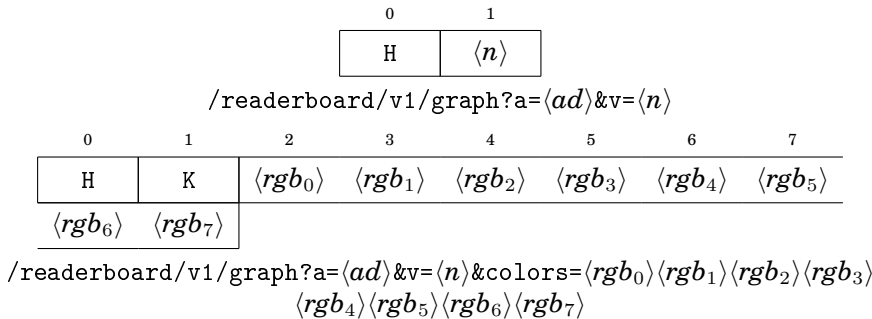 0 1
H ⟨n⟩
/readerboard/v1/graph?a=⟨ad⟩&v=⟨n⟩
0 1 2 3 4 5 6 7
H K ⟨rgb₀⟩ ⟨rgb₁⟩ ⟨rgb₂⟩ ⟨rgb₃⟩ ⟨rgb₄⟩ ⟨rgb₅⟩
⟨rgb₆⟩ ⟨rgb₇⟩
/readerboard/v1/graph?a=⟨ad⟩&v=⟨n⟩&colors=⟨rgb₀⟩⟨rgb₁⟩⟨rgb₂⟩⟨rgb₃⟩
⟨rgb₄⟩⟨rgb₅⟩⟨rgb₆⟩⟨rgb₇⟩